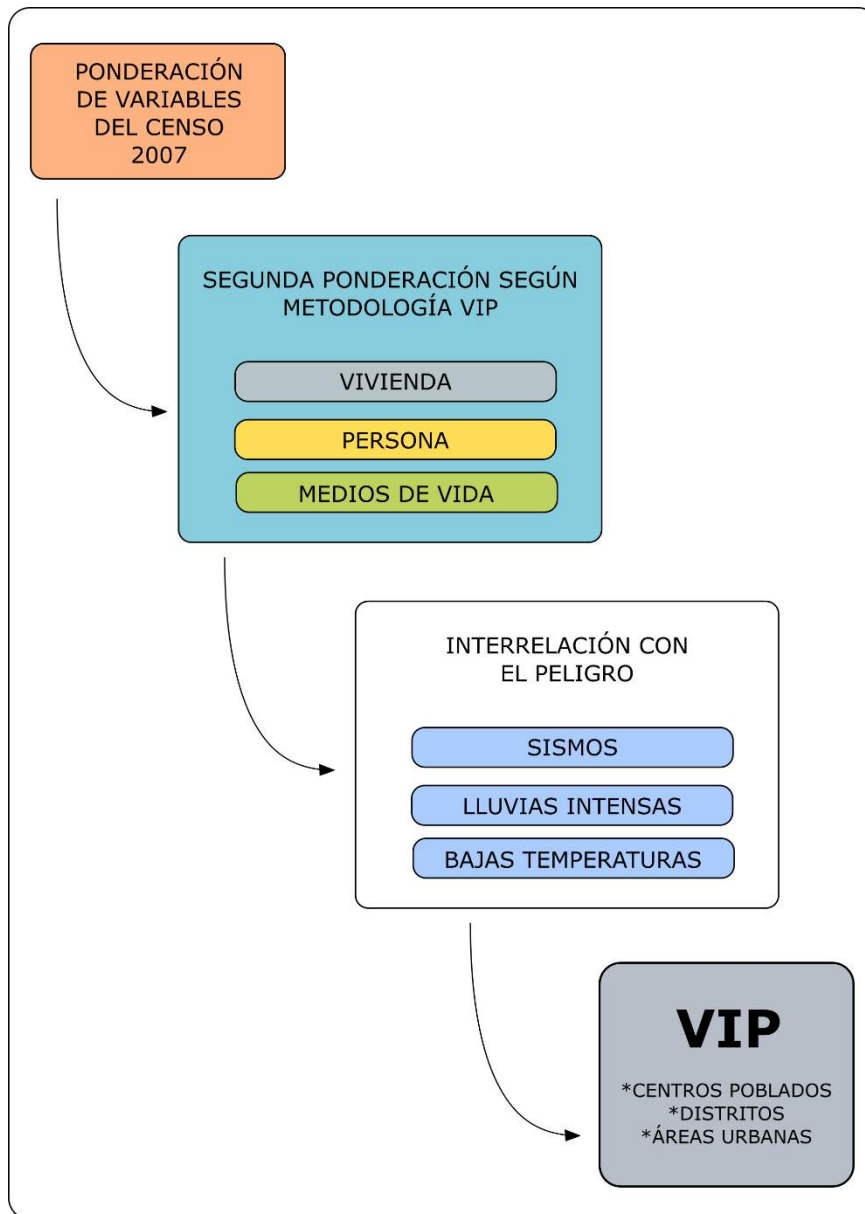 PONDERACIÓN
DE VARIABLES
DEL CENSO
2007
SEGUNDA PONDERACIÓN SEGÚN
METODOLOGÍA VIP
VIVIENDA
PERSONA
MEDIOS DE VIDA
INTERRELACIÓN CON
EL PELIGRO
SISMOS
LLUVIAS INTENSAS
BAJAS TEMPERATURAS
VIP
*CENTROS POBLADOS
*DISTRITOS
*ÁREAS URBANAS